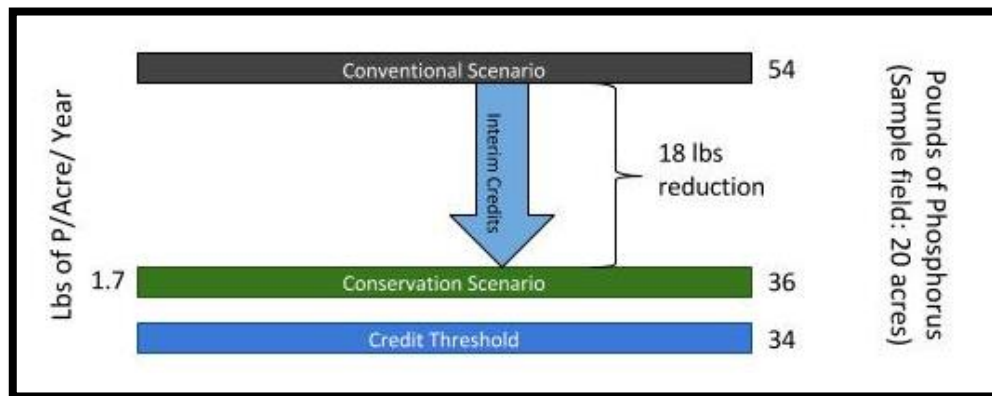 Conventional Scenario
54
Lbs of P/Acre/ Year
Interim Credits
18 lbs
reduction
Pounds of Phosphorus
(Sample field: 20 acres)
1.7
Conservation Scenario
36
Credit Threshold
34